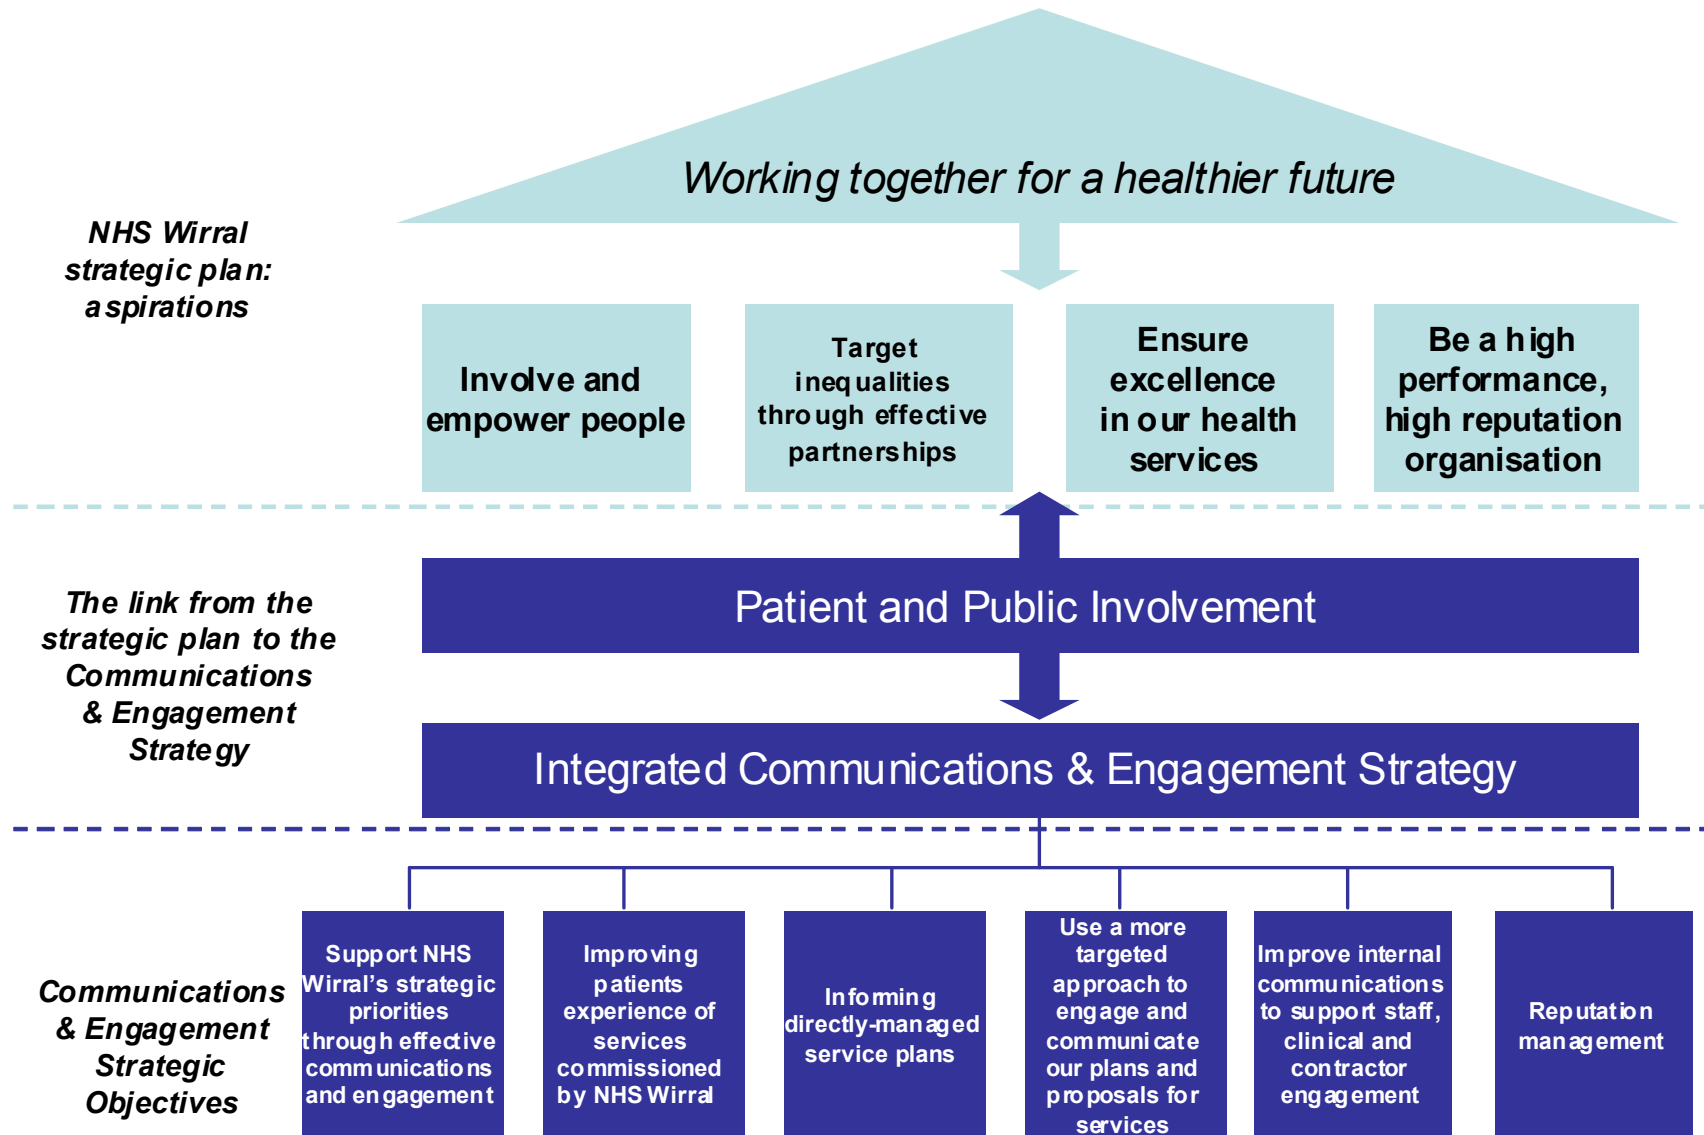 Working together for a healthier future
NHS Wirral
strategic plan:
aspirations
Involve and
empower people
Target
inequalities
through effective
partnerships
Ensure
excellence
in our health
services
Be a high
performance,
high reputation
organisation
The link from the
strategic plan to the
Communications
& Engagement
Strategy
Patient and Public Involvement
Integrated Communications & Engagement Strategy
Communications
& Engagement
Strategic
Objectives
Support NHS
Wirral's strategic
priorities
through effective
communications
and engagement
Improving
patients
experience of
services
commissioned
by NHS Wirral
Informing
directly-managed
service plans
Use a more
targeted
approach to
engage and
communicate
our plans and
proposals for
services
Improve internal
communications
to support staff,
clinical and
contractor
engagement
Reputation
management